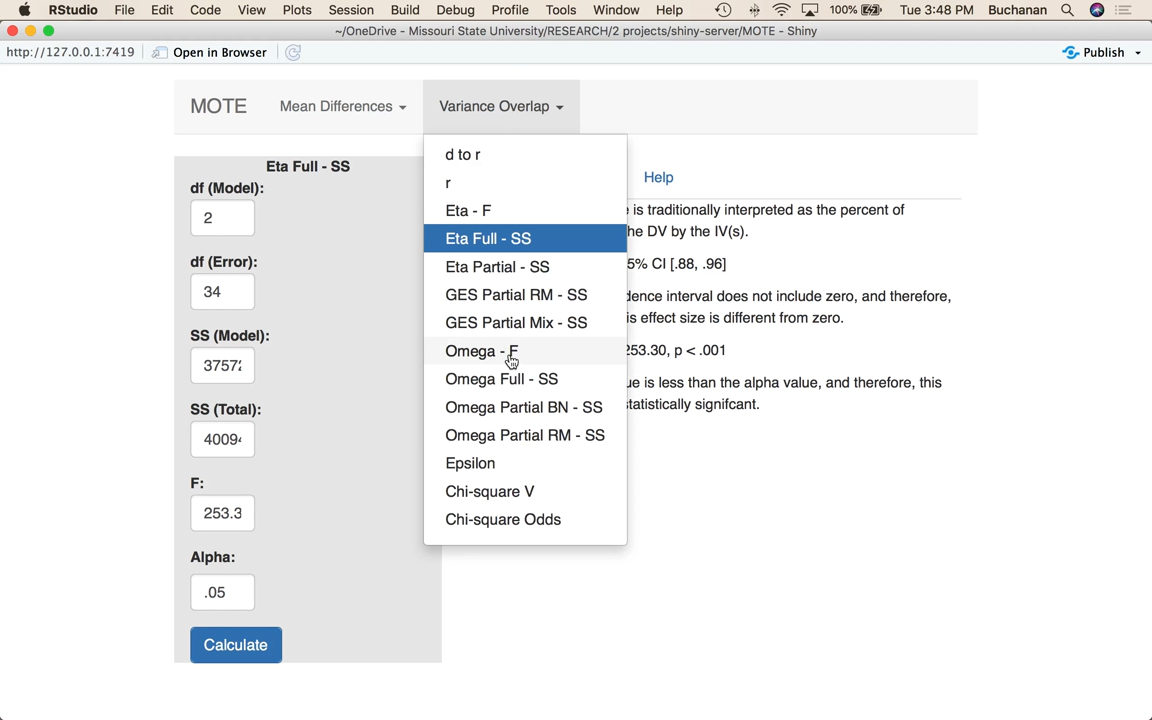 RStudio File Edit Code View Plots Session Build Debug Profile Tools Window Help 100% Tue 3:48 PM Buchanan
~/OneDrive - Missouri State University/RESEARCH/2 projects/shiny-server/MOTE - Shiny
http://127.0.0.1:7419 Open in Browser Publish
MOTE Mean Differences Variance Overlap
Eta Full - SS
df (Model):
2
df (Error):
34
SS (Model):
37572
SS (Total):
40094
F:
253.3
Alpha:
.05
Calculate
d to r
r
Eta - F
Eta Full - SS
Eta Partial - SS
GES Partial RM - SS
GES Partial Mix - SS
Omega - F
Omega Full - SS
Omega Partial BN - SS
Omega Partial RM - SS
Epsilon
Chi-square V
Chi-square Odds
Help
is traditionally interpreted as the percent of
the DV by the IV(s).
5% CI [.88, .96]
dence interval does not include zero, and therefore,
is effect size is different from zero.
253.30, p < .001
ue is less than the alpha value, and therefore, this
statistically signifcant.